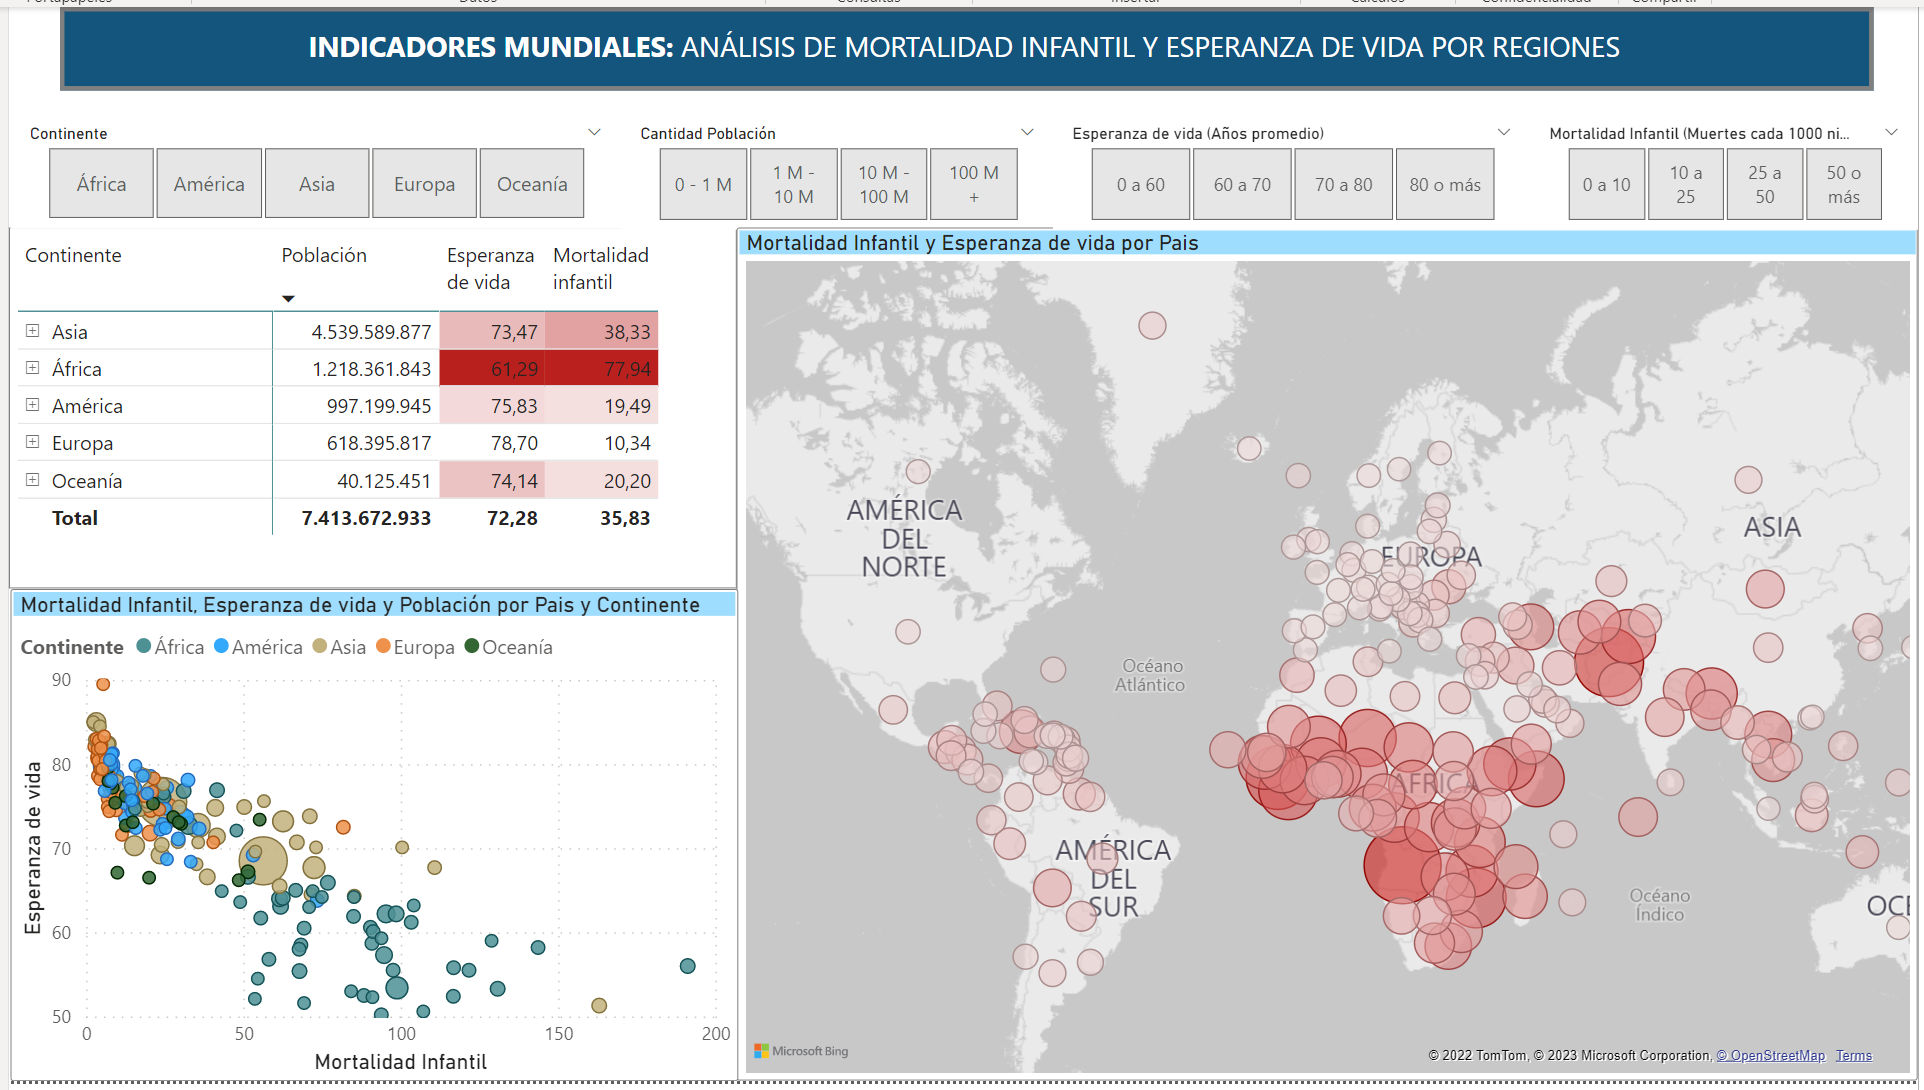 Portapapeles Datos Consultas Insertar Cálculos Confidencialidad Compartir
INDICADORES MUNDIALES: ANÁLISIS DE MORTALIDAD INFANTIL Y ESPERANZA DE VIDA POR REGIONES
Continente
África América Asia Europa Oceanía
Cantidad Población
0 - 1 M
1 M -
10 M
10 M -
100 M
100 M
+
Esperanza de vida (Años promedio)
0 a 60 60 a 70 70 a 80 80 o más
Mortalidad Infantil (Muertes cada 1000 ni...
0 a 10
10 a
25
25 a
50
50 o
más
Continente Población Esperanza de vida Mortalidad infantil
Asia 4.539.589.877 73,47 38,33
África 1.218.361.843 61,29 77,94
América 997.199.945 75,83 19,49
Europa 618.395.817 78,70 10,34
Oceanía 40.125.451 74,14 20,20
Total 7.413.672.933 72,28 35,83
Mortalidad Infantil, Esperanza de vida y Población por Pais y Continente
Continente África América Asia Europa Oceanía
Esperanza de vida
90
80
70
60
50
0 50 100 150 200
Mortalidad Infantil
Mortalidad Infantil y Esperanza de vida por Pais
AMÉRICA
DEL
NORTE
EUROPA
ASIA
Océano
Atlántico
ÁFRICA
AMÉRICA
DEL
SUR
Océano
Índico
OCE
Microsoft Bing
© 2022 TomTom, © 2023 Microsoft Corporation, © OpenStreetMap Terms